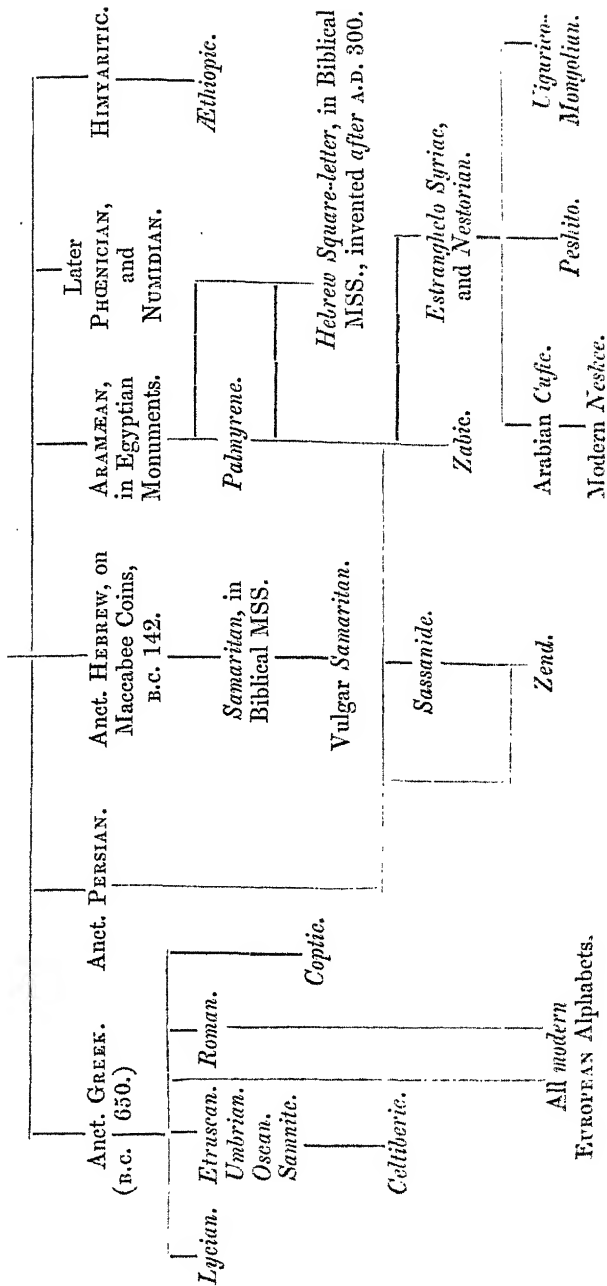 Anct. GREEK.
(B.C. 650.)
Anct. PERSIAN.
Anct. HEBREW, on
Maccabee Coins,
B.C. 142.
ARAMÆAN,
in Egyptian
Monuments.
Later
PHŒNICIAN,
and
NUMIDIAN.
HIMYARITIC.
Lycian.
Etruscan.
Umbrian.
Oscan.
Samnite.
Roman.
Coptic.
Samaritan, in
Biblical MSS.
Palmyrene.
Æthiopic.
Celtiberic.
Vulgar Samaritan.
Hebrew Square-letter, in Biblical
MSS., invented after A.D. 300.
Sassanide.
Zabic.
Estranghelo Syriac,
and Nestorian.
All modern
EUROPEAN Alphabets.
Zend.
Arabian Cufic.
Peshito.
Uigurico-
Mongolian.
Modern Neskee.